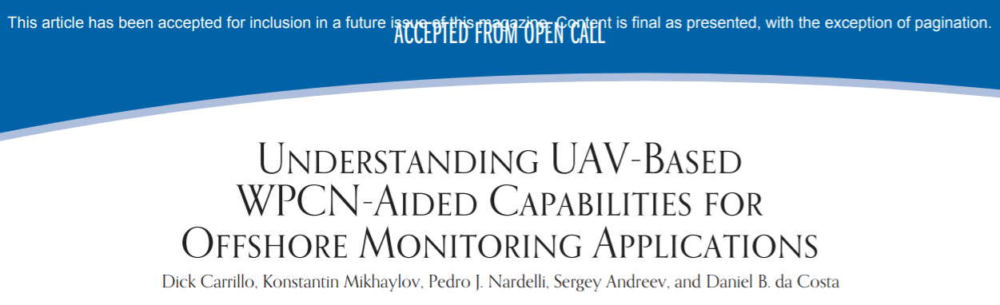 This article has been accepted for inclusion in a future issue of this magazine. Content is final as presented, with the exception of pagination.
ACCEPTED FROM OPEN CALL
UNDERSTANDING UAV-BASED
WPCN-AIDED CAPABILITIES FOR
OFFSHORE MONITORING APPLICATIONS
Dick Carrillo, Konstantin Mikhaylov, Pedro J. Nardelli, Sergey Andreev, and Daniel B. da Costa